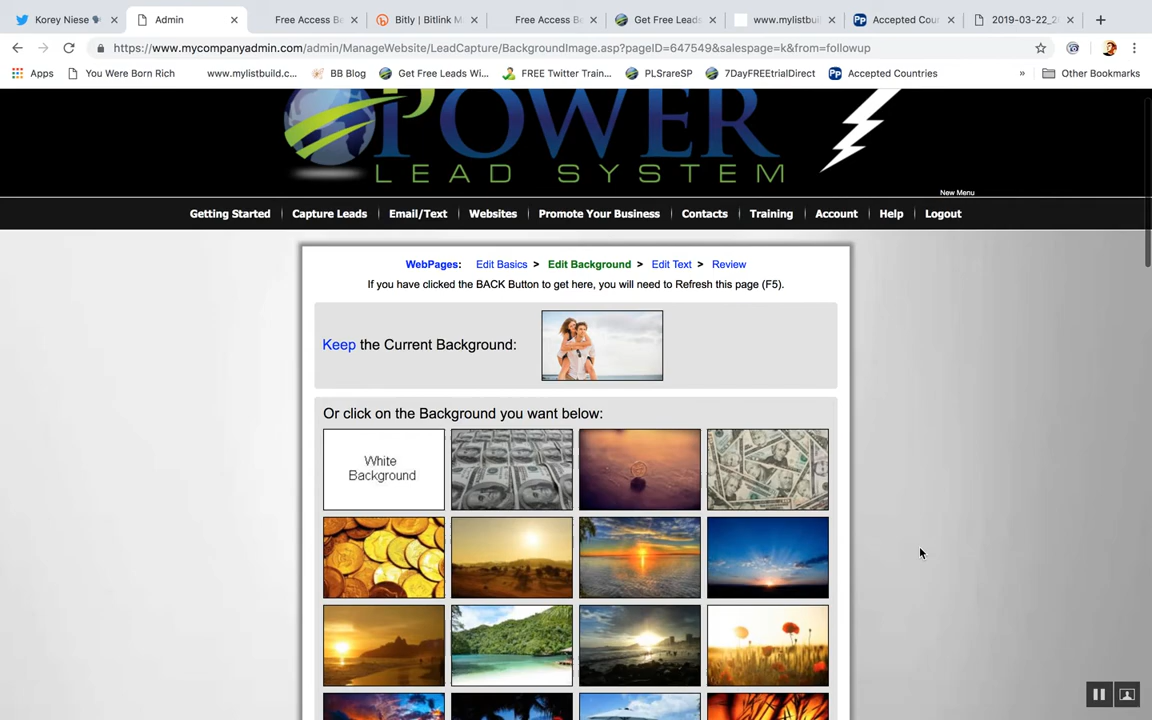 Korey Niese
Admin
Free Access B
Bitly | Bitlink M
Free Access B
Get Free Leads
www.mylistbuild
Accepted Cou
2019-03-22_2
https://www.mycompanyadmin.com/admin/ManageWebsite/LeadCapture/BackgroundImage.asp?pageID=647549&salespage=k&from=followup
Apps
You Were Born Rich
www.mylistbuild.c...
BB Blog
Get Free Leads Wi...
FREE Twitter Train...
PLSrareSP
7DayFREEtrialDirect
Accepted Countries
»
Other Bookmarks
POWER
LEAD SYSTEM
New Menu
Getting Started
Capture Leads
Email/Text
Websites
Promote Your Business
Contacts
Training
Account
Help
Logout
WebPages: Edit Basics > Edit Background > Edit Text > Review
If you have clicked the BACK Button to get here, you will need to Refresh this page (F5).
Keep the Current Background:
Or click on the Background you want below:
White
Background